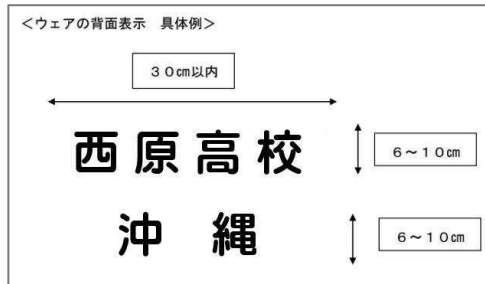 ＜ウェアの背面表示　具体例＞
３０㎝以内
西原高校
６～１０㎝
沖　縄
６～１０㎝